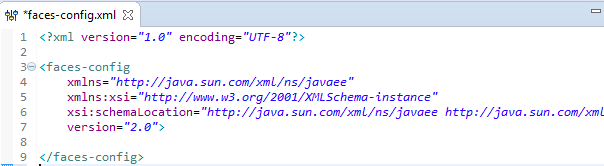 *faces-config.xml
1 <?xml version="1.0" encoding="UTF-8"?>
2
3 <faces-config
4 xmlns="http://java.sun.com/xml/ns/javaee"
5 xmlns:xsi="http://www.w3.org/2001/XMLSchema-instance"
6 xsi:schemaLocation="http://java.sun.com/xml/ns/javaee http://java.sun.com/xml
7 version="2.0">
8
9 </faces-config>